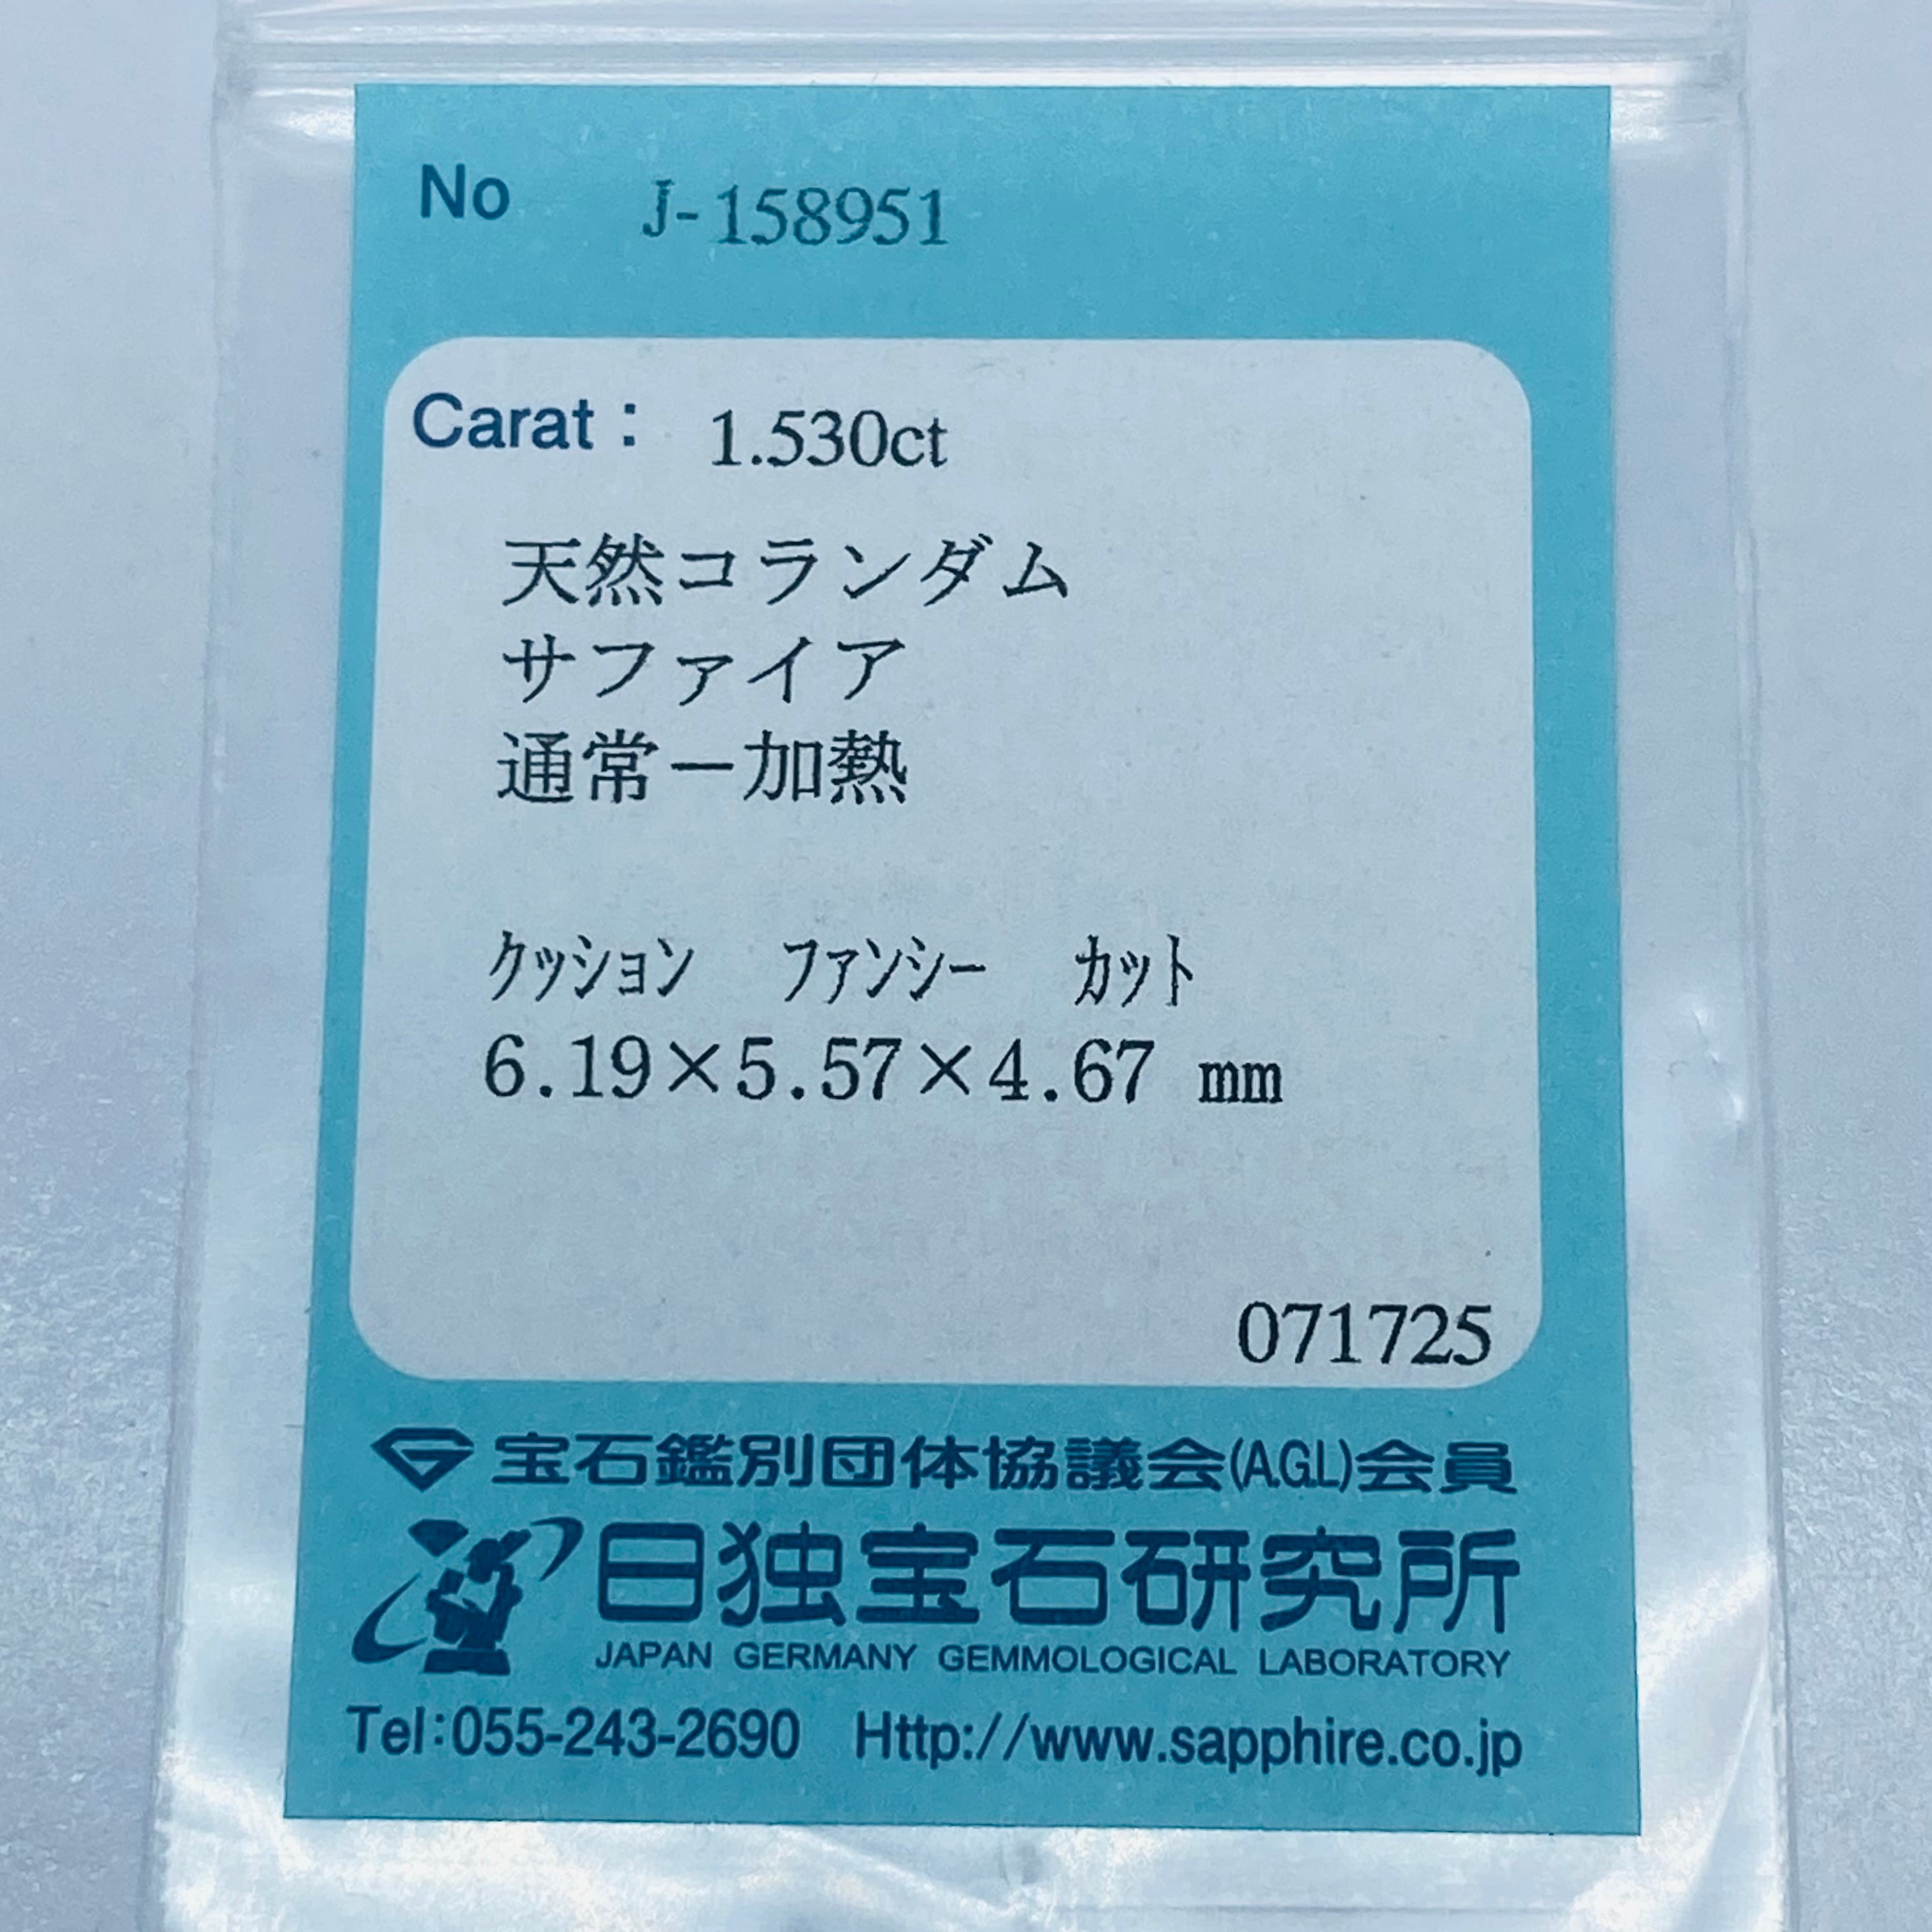 No J-158951
Carat： 1.530ct
天然コランダム
サファイア
通常－加熱
ｸｯｼｮﾝ ﾌｧﾝｼｰ ｶｯﾄ
6.19×5.57×4.67 mm
071725
宝石鑑別団体協議会(A.G.L)会員
日独宝石研究所
JAPAN GERMANY GEMMOLOGICAL LABORATORY
Tel:055-243-2690 Http://www.sapphire.co.jp